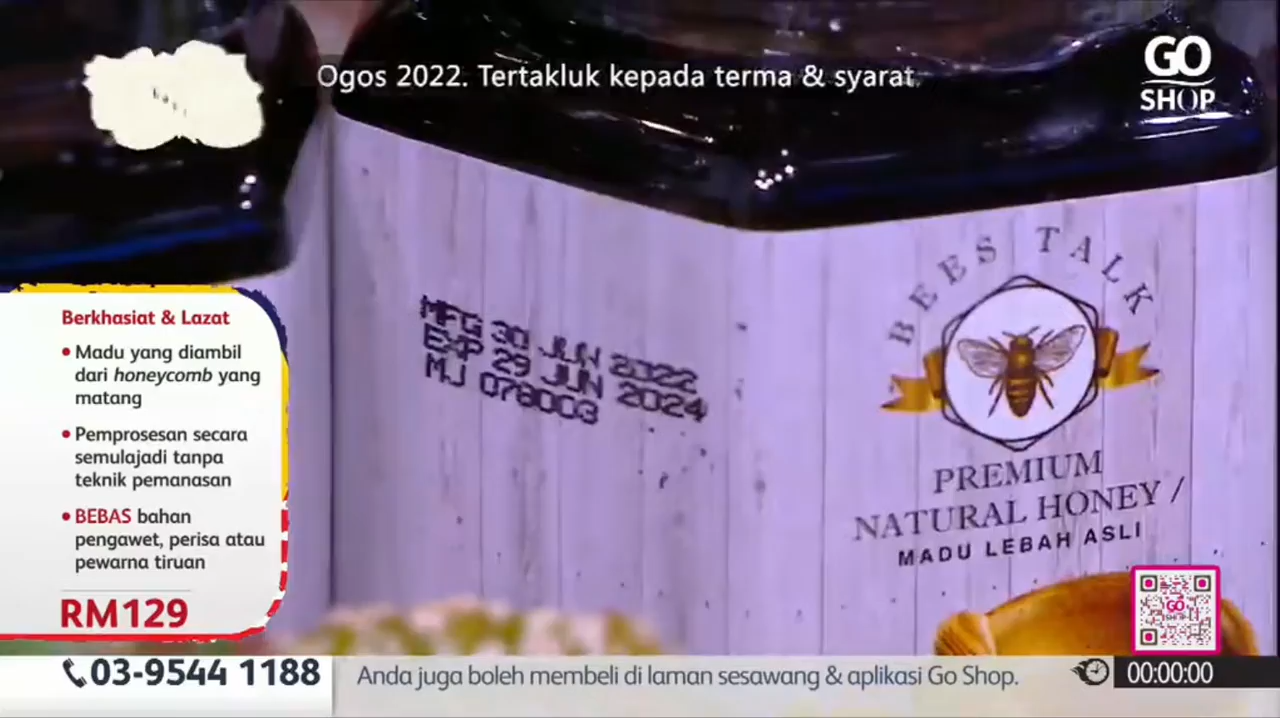 Ogos 2022. Tertakluk kepada terma & syarat.
GO
SHOP
BEES TALK
MFG 30 JUN 2022
EXP 29 JUN 2024
MJ 078003
PREMIUM
NATURAL HONEY /
MADU LEBAH ASLI
Berkhasiat & Lazat
• Madu yang diambil
dari honeycomb yang
matang
• Pemprosesan secara
semulajadi tanpa
teknik pemanasan
• BEBAS bahan
pengawet, perisa atau
pewarna tiruan
RM129
GO
SHOP
03-9544 1188
Anda juga boleh membeli di laman sesawang & aplikasi Go Shop.
00:00:00